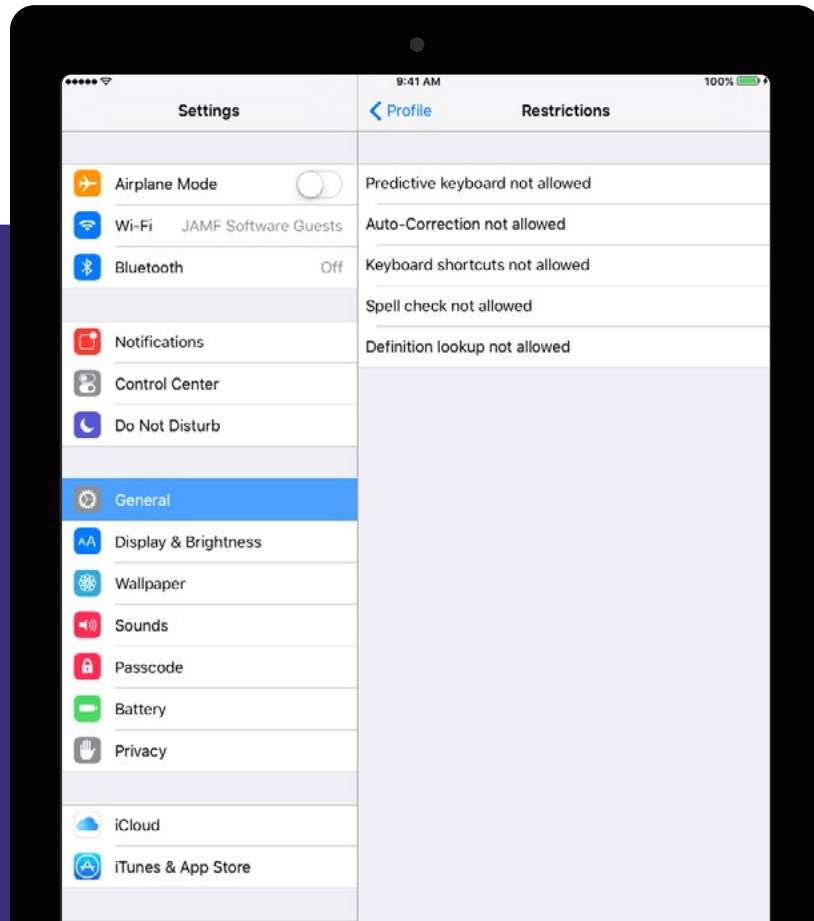 9:41 AM
100%
Settings
Profile
Restrictions
Airplane Mode
Wi-Fi JAMF Software Guests
Bluetooth Off
Notifications
Control Center
Do Not Disturb
General
AA Display & Brightness
Wallpaper
Sounds
Passcode
Battery
Privacy
iCloud
iTunes & App Store
Predictive keyboard not allowed
Auto-Correction not allowed
Keyboard shortcuts not allowed
Spell check not allowed
Definition lookup not allowed